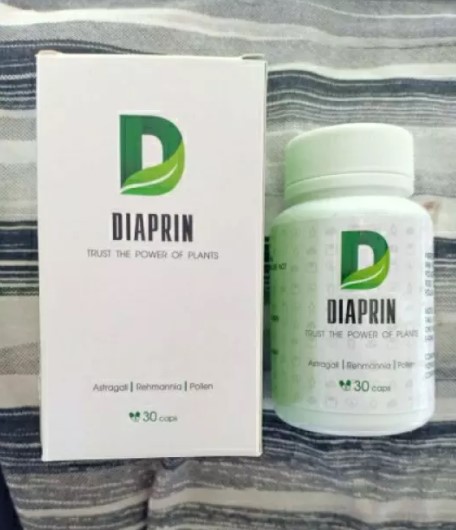 DIAPRIN
TRUST THE POWER OF PLANTS
Astragali | Rehmannia | Pollen
30 caps
DIAPRIN
TRUST THE POWER OF PLANTS
Astragali | Rehmannia | Pollen
30 caps